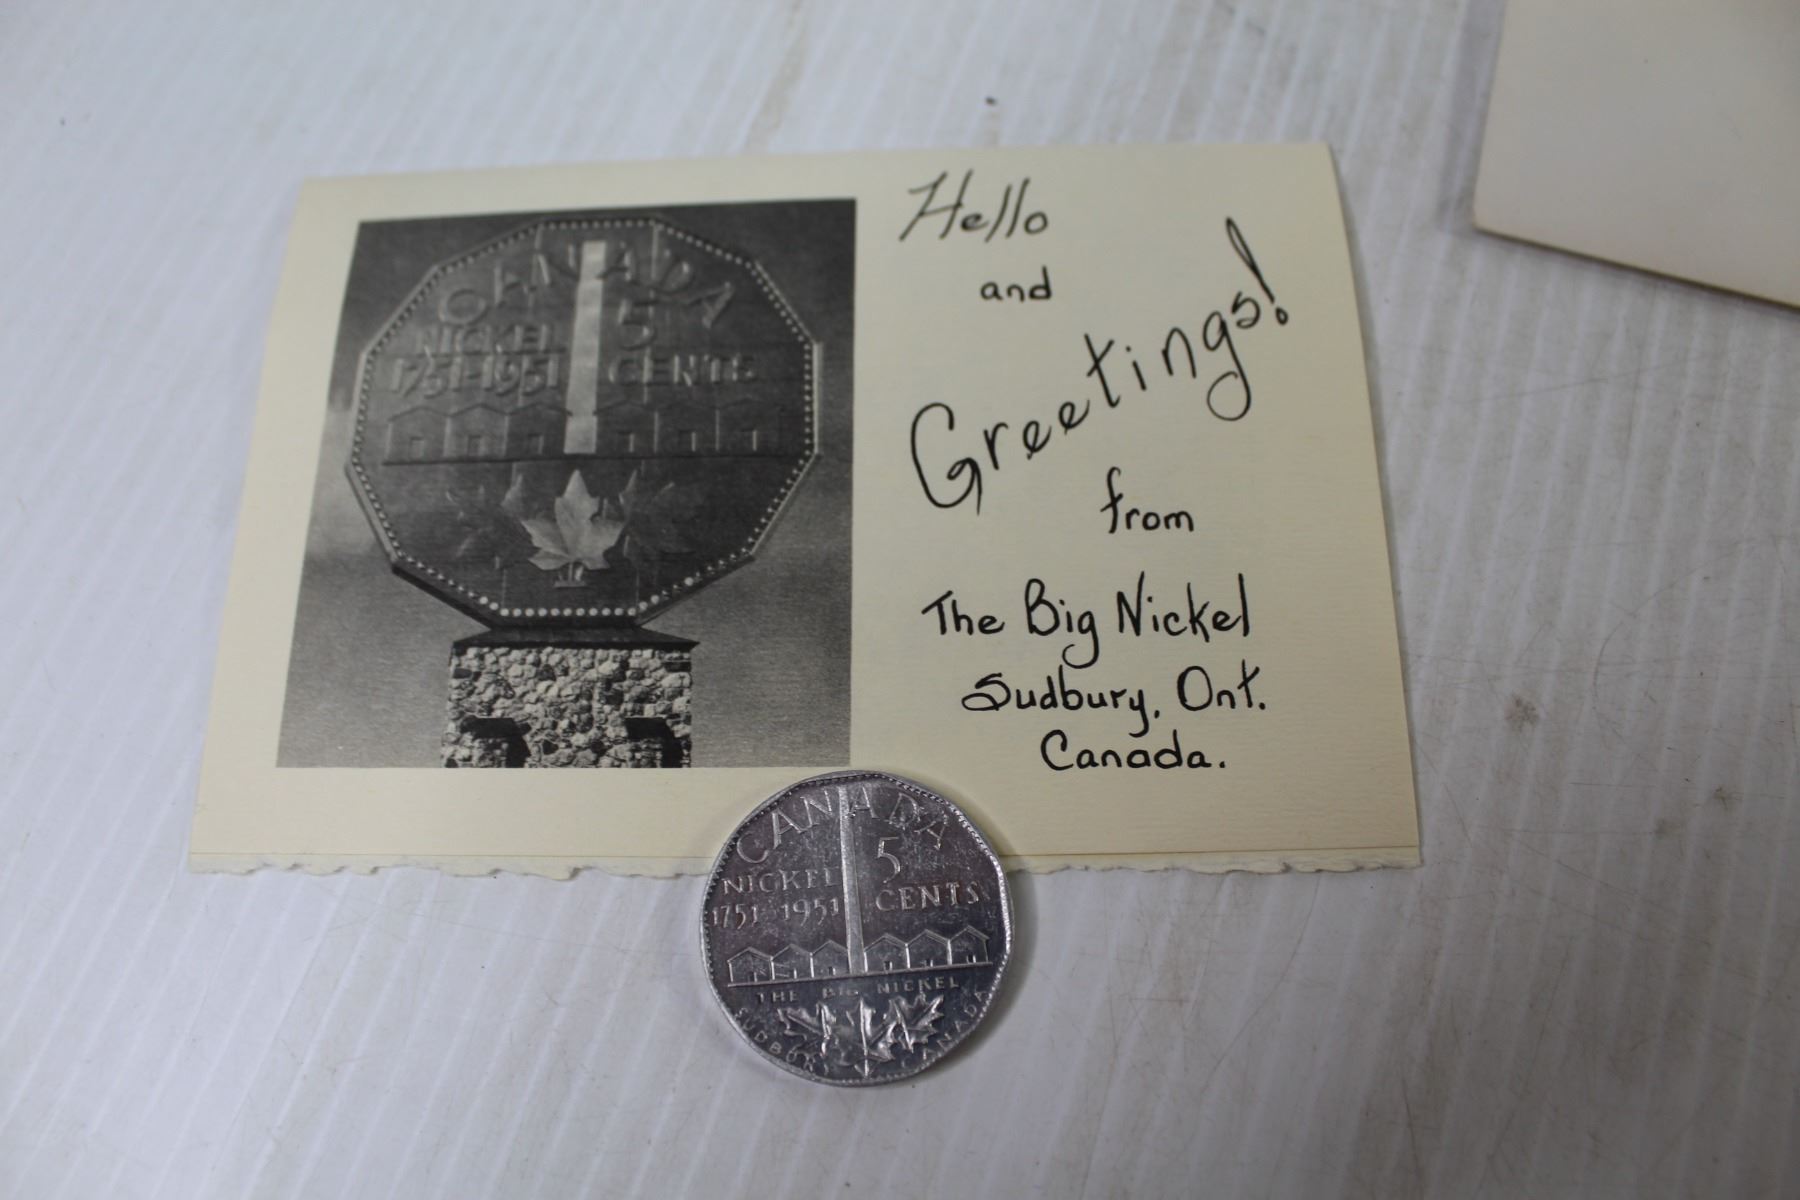 CANADA
NICKEL 5
1751-1951 CENTS
Hello
and
Greetings!
from
The Big Nickel
Sudbury, Ont.
Canada.
CANADA
NICKEL 5
1751-1951 CENTS
THE BIG NICKEL
SUDBURY CANADA